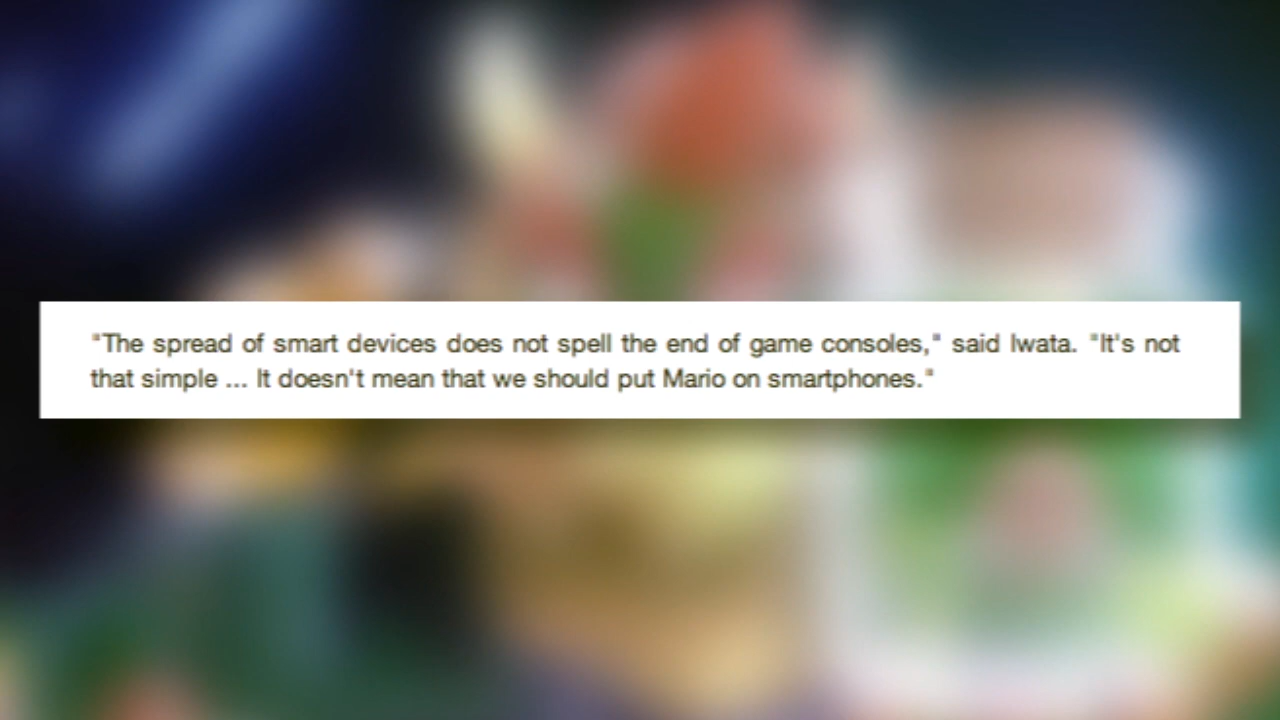 "The spread of smart devices does not spell the end of game consoles," said Iwata. "It's not
that simple ... It doesn't mean that we should put Mario on smartphones."